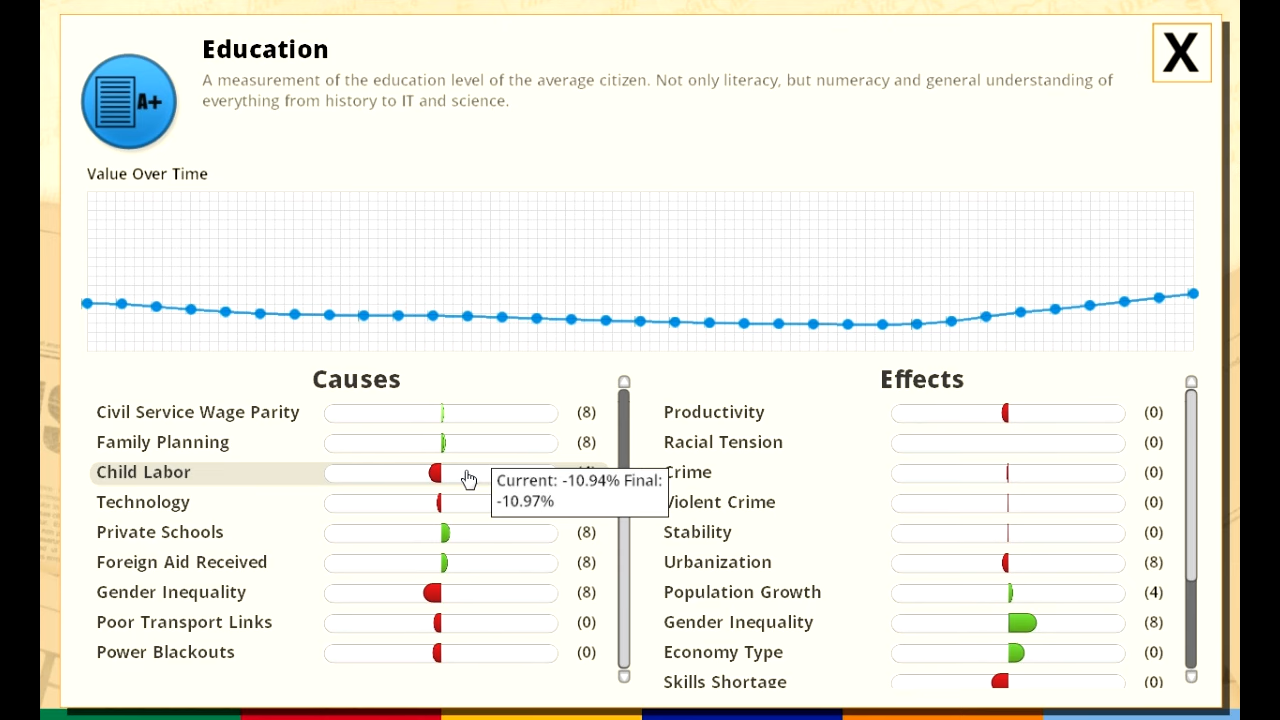 Education
A measurement of the education level of the average citizen. Not only literacy, but numeracy and general understanding of
everything from history to IT and science.
X
A+
Value Over Time
Causes
Civil Service Wage Parity (8)
Family Planning (8)
Child Labor
Technology
Private Schools (8)
Foreign Aid Received (8)
Gender Inequality (8)
Poor Transport Links (0)
Power Blackouts (0)
Current: -10.94% Final:
-10.97%
Effects
Productivity (0)
Racial Tension (0)
Crime (0)
Violent Crime (0)
Stability (0)
Urbanization (8)
Population Growth (4)
Gender Inequality (8)
Economy Type (0)
Skills Shortage (0)